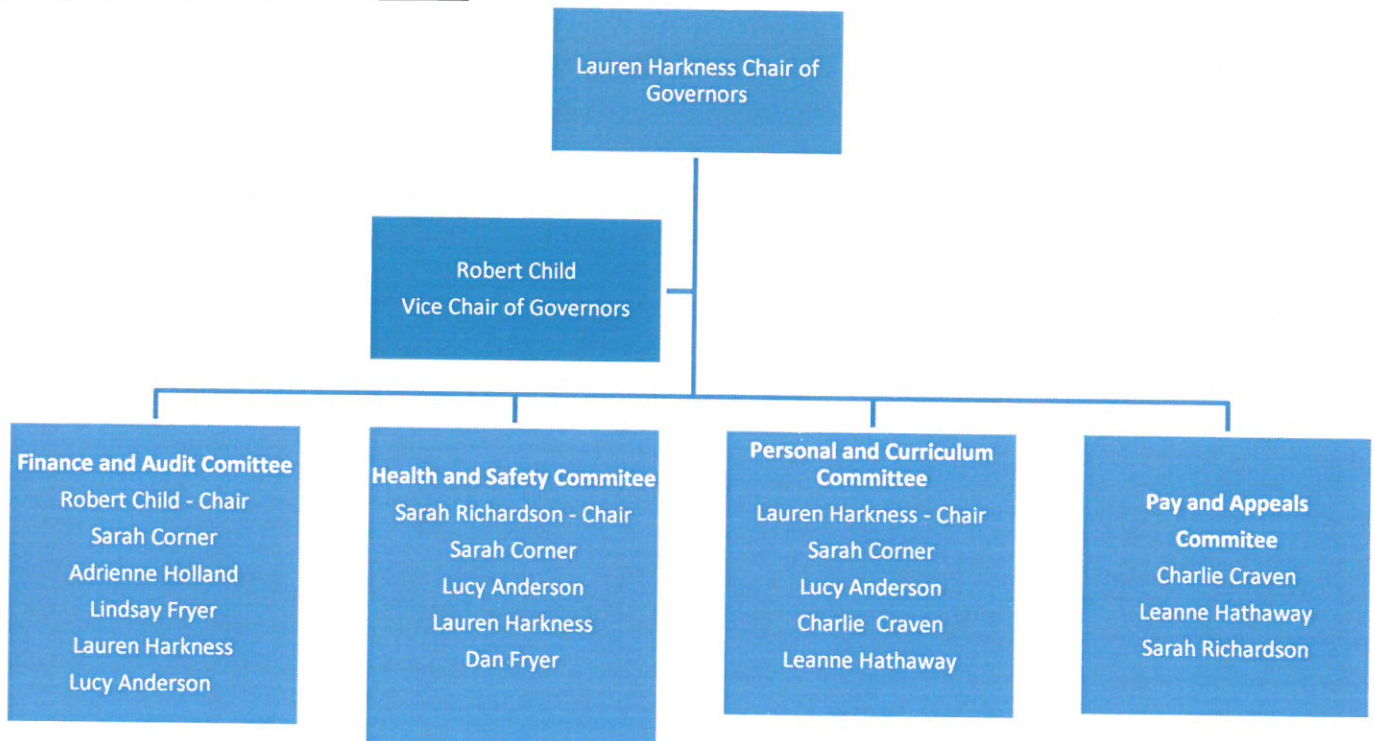 Lauren Harkness Chair of
Governors
Robert Child
Vice Chair of Governors
Finance and Audit Comittee
Robert Child - Chair
Sarah Corner
Adrienne Holland
Lindsay Fryer
Lauren Harkness
Lucy Anderson
Health and Safety Commitee
Sarah Richardson - Chair
Sarah Corner
Lucy Anderson
Lauren Harkness
Dan Fryer
Personal and Curriculum
Committee
Lauren Harkness - Chair
Sarah Corner
Lucy Anderson
Charlie Craven
Leanne Hathaway
Pay and Appeals
Commitee
Charlie Craven
Leanne Hathaway
Sarah Richardson